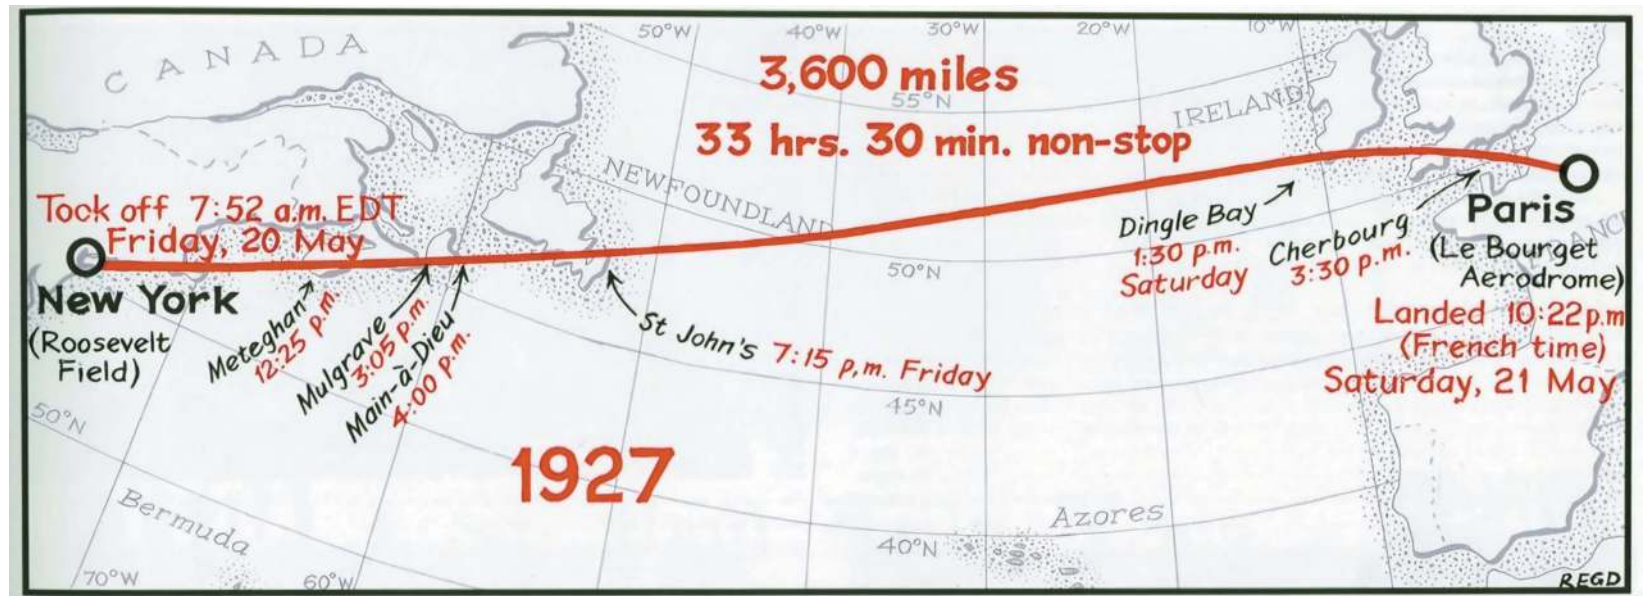 CANADA
50°W
40°W
30°W
20°W
10°W
3,600 miles
55°N
IRELAND
33 hrs. 30 min. non-stop
NEWFOUNDLAND
Tock off 7:52 a.m. EDT
Friday, 20 May
New York
(Roosevelt
Field)
Meteghan
12:25 p.m.
Mulgrave
3:05 p.m.
Main-à-Dieu
4:00 p.m.
St John's 7:15 p,m. Friday
50°N
Dingle Bay
1:30 p.m.
Saturday
Cherbourg
3:30 p.m.
Paris
(Le Bourget
Aerodrome)
Landed 10:22 p.m
(French time)
Saturday, 21 May
50°N
45°N
1927
Bermuda
Azores
40°N
70°W
60°W
REGD